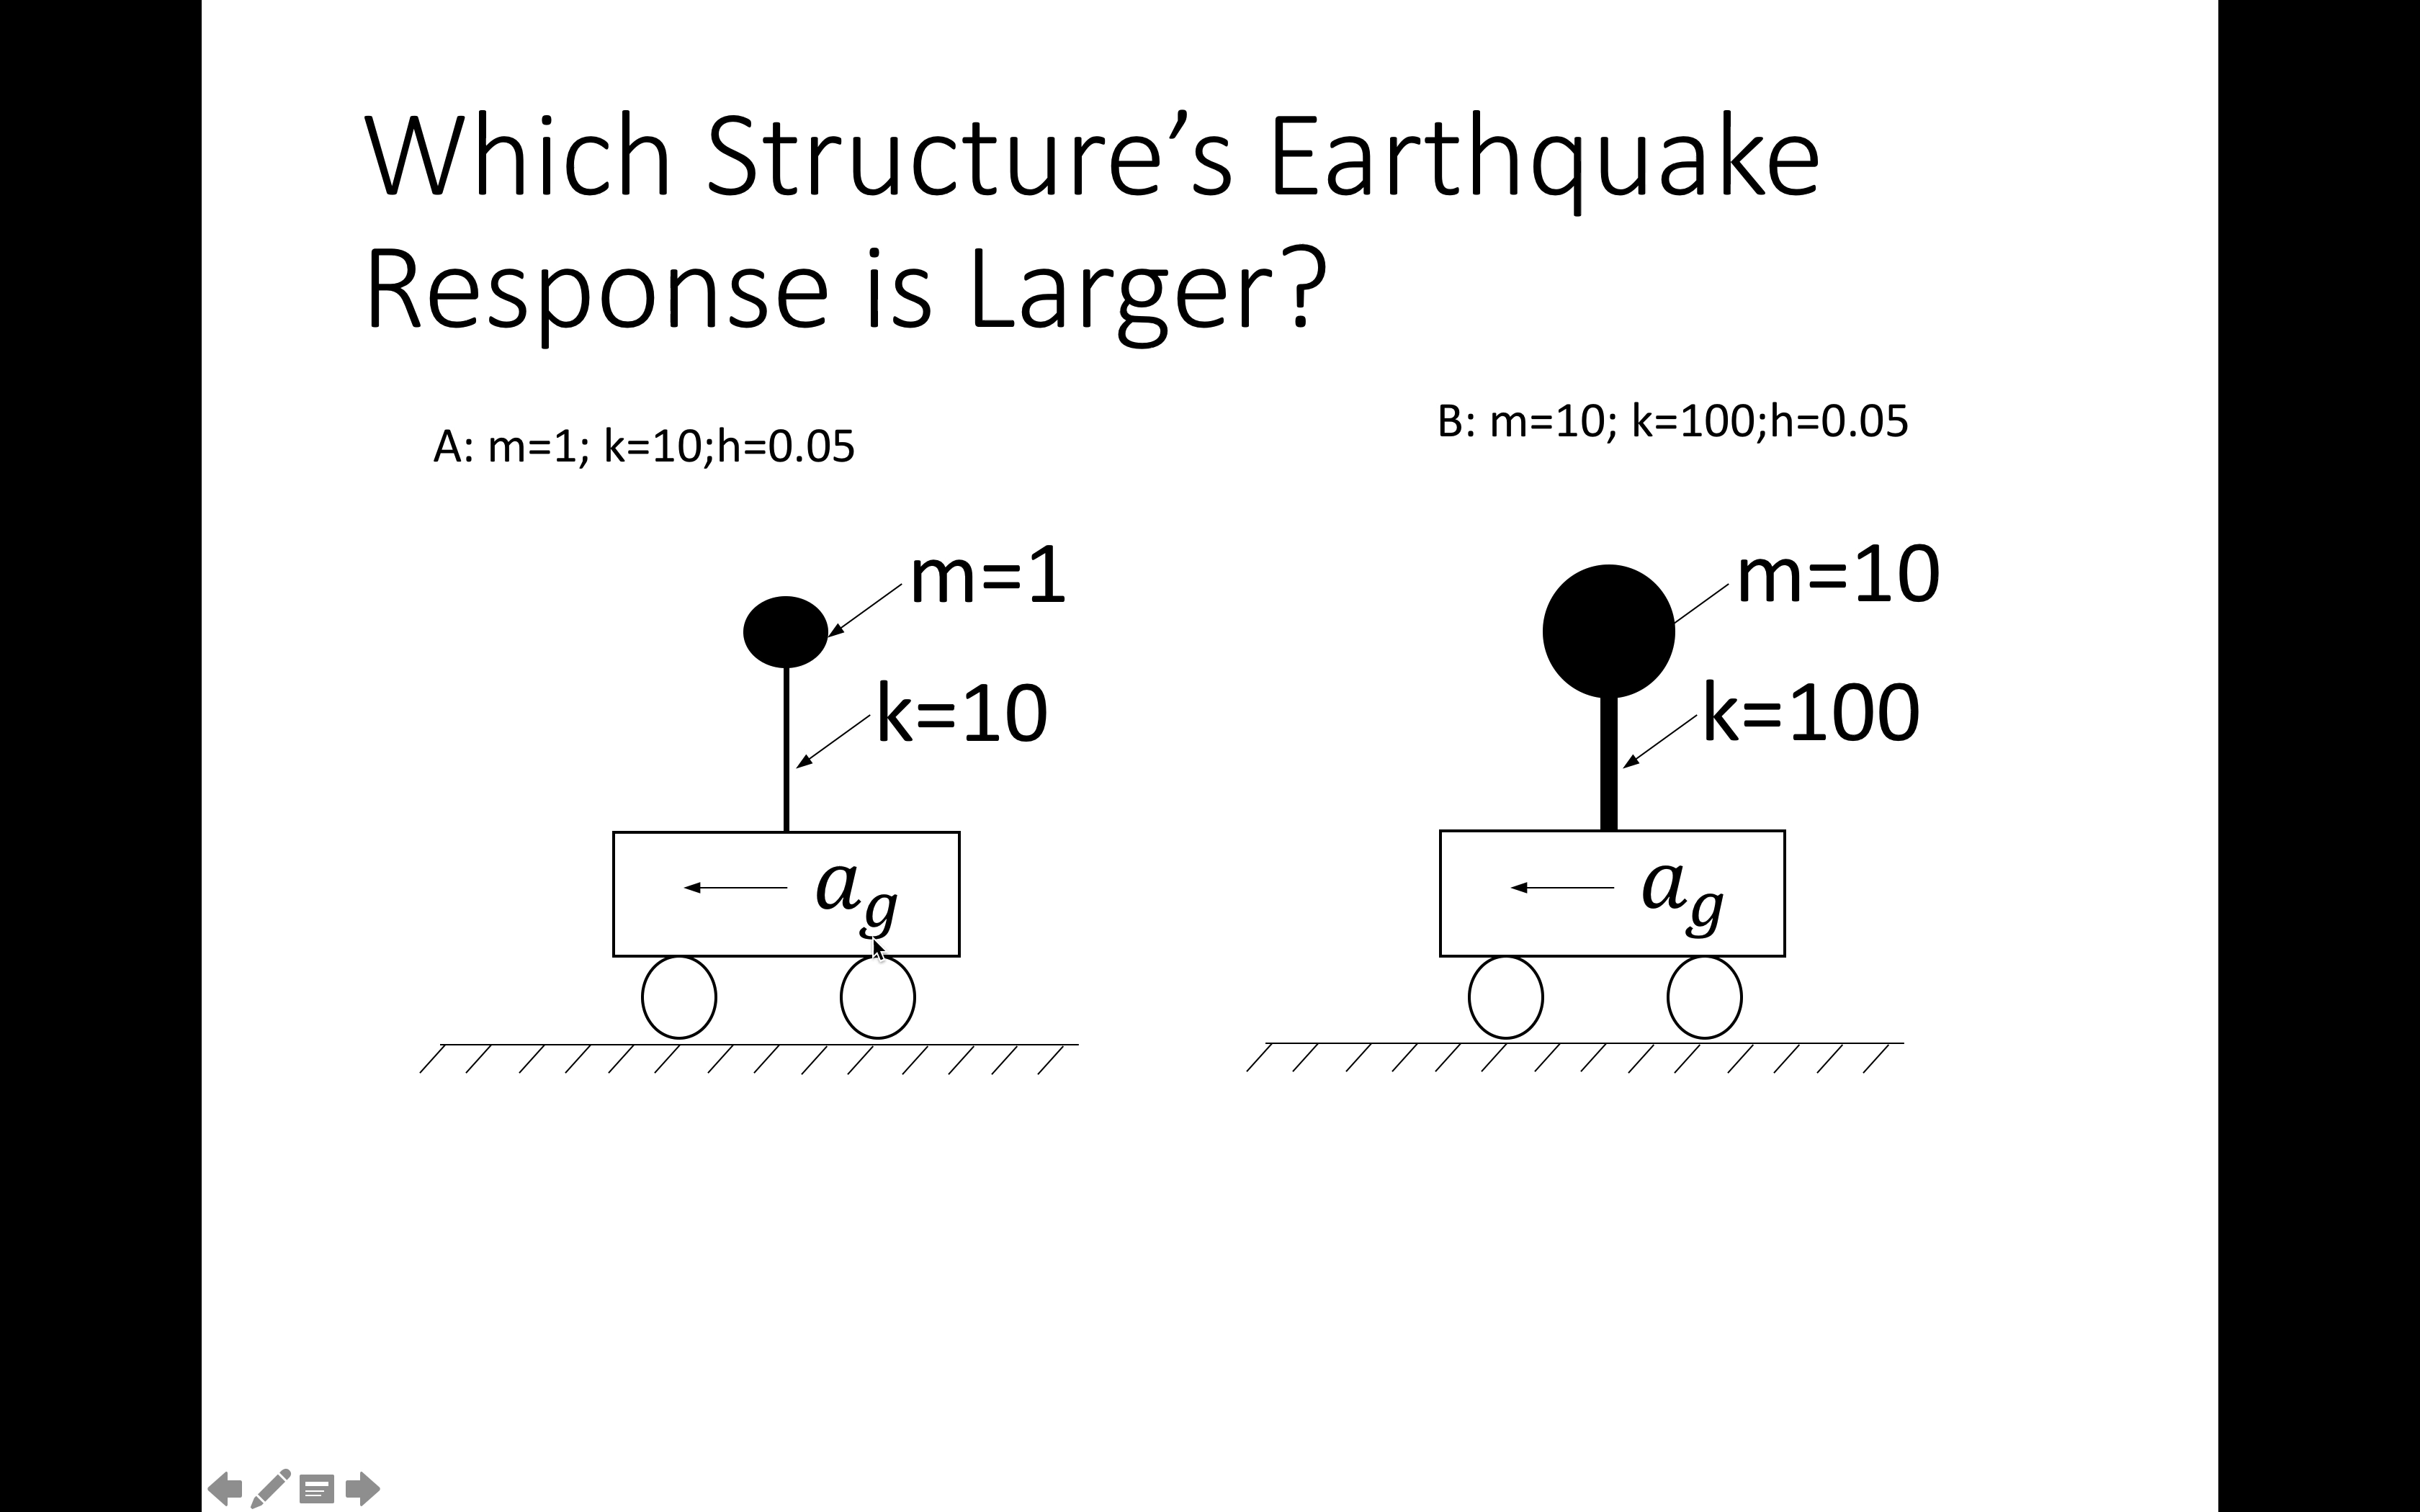 Which Structure’s Earthquake
Response is Larger?
A: m=1; k=10;h=0.05
B: m=10; k=100;h=0.05
m=1
k=10
a_g
m=10
k=100
a_g